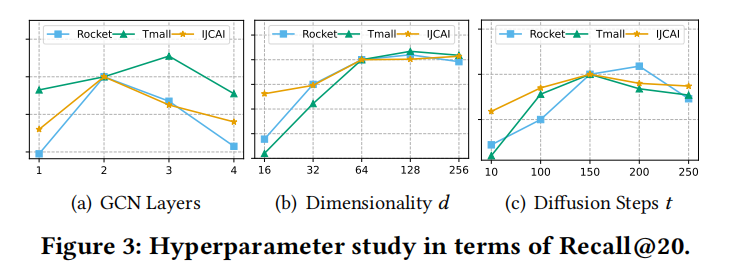 Rocket Tmall IJCAI
1 2 3 4
(a) GCN Layers
Rocket Tmall IJCAI
16 32 64 128 256
(b) Dimensionality d
Rocket Tmall IJCAI
10 100 150 200 250
(c) Diffusion Steps t
Figure 3: Hyperparameter study in terms of Recall@20.